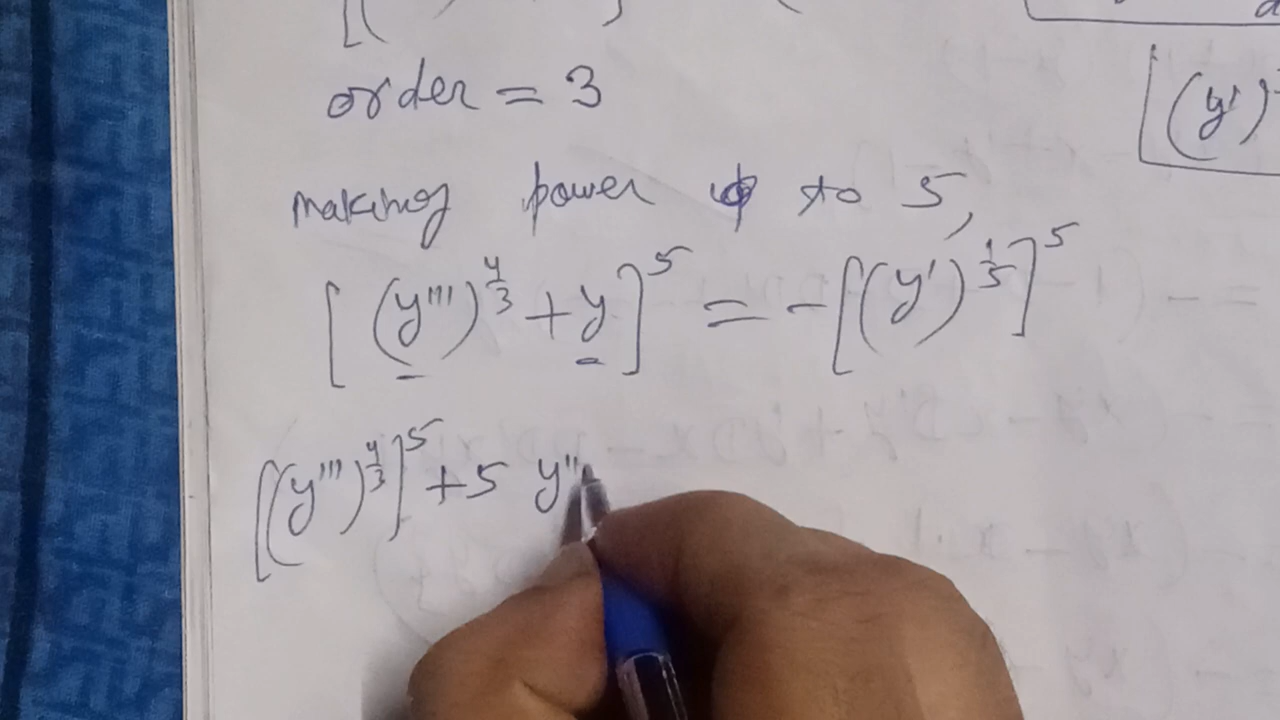 order = 3
(y')
making power to 5,
[(y''')^{4/3} + y]^5 = -[(y')^{1/5}]^5
[(y''')^{4/3}]^5 + 5 y''